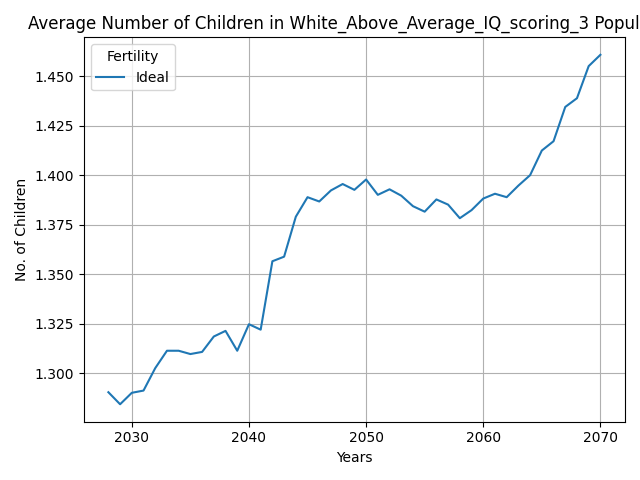 Average Number of Children in White_Above_Average_IQ_scoring_3 Popul
Fertility
Ideal
1.450
1.425
1.400
1.375
1.350
1.325
1.300
No. of Children
2030 2040 2050 2060 2070
Years